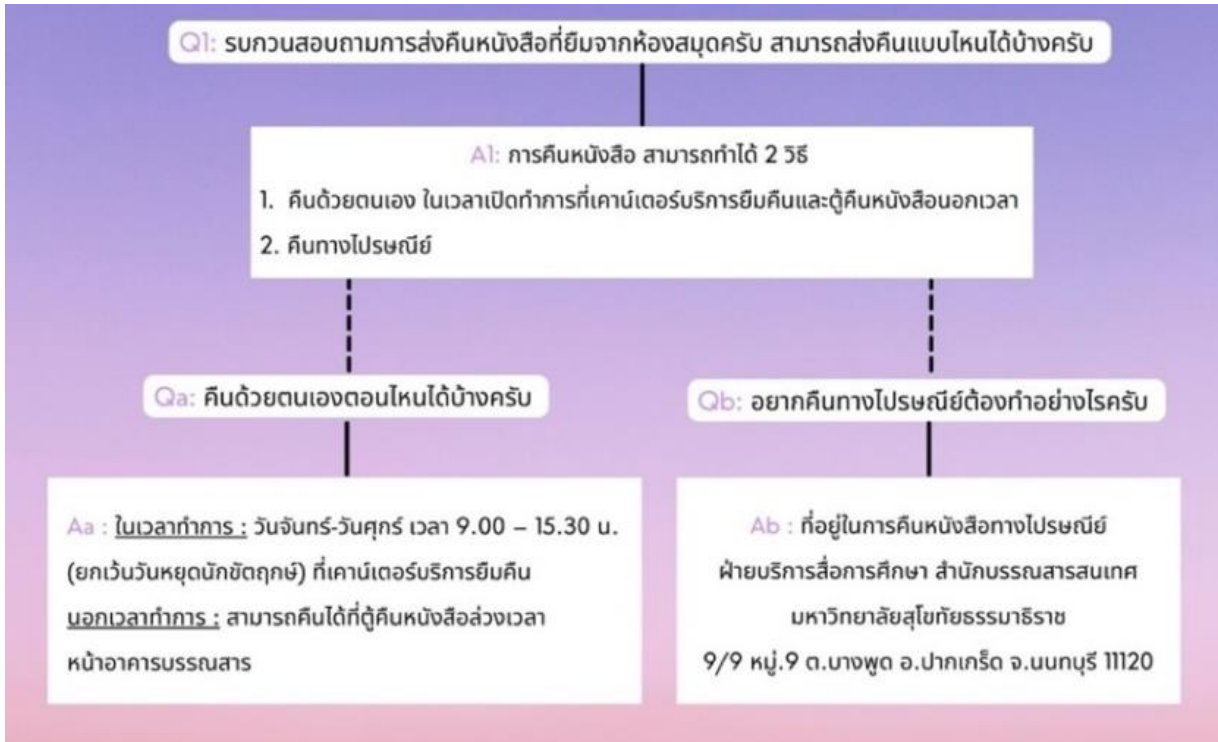 Q1: รบกวนสอบถามการส่งคืนหนังสือที่ยืมจากห้องสมุดครับ สามารถส่งคืนแบบไหนได้บ้างครับ
A1: การคืนหนังสือ สามารถทำได้ 2 วิธี
1. คืนด้วยตนเอง ในเวลาเปิดทำการที่เคาน์เตอร์บริการยืมคืนและตู้คืนหนังสือนอกเวลา
2. คืนทางไปรษณีย์
Qa: คืนด้วยตนเองตอนไหนได้บ้างครับ
Aa : ในเวลาทำการ : วันจันทร์-วันศุกร์ เวลา 9.00 – 15.30 น.
(ยกเว้นวันหยุดนักขัตฤกษ์) ที่เคาน์เตอร์บริการยืมคืน
นอกเวลาทำการ : สามารถคืนได้ที่ตู้คืนหนังสือล่วงเวลา
หน้าอาคารบรรณสาร
Qb: อยากคืนทางไปรษณีย์ต้องทำอย่างไรครับ
Ab : ที่อยู่ในการคืนหนังสือทางไปรษณีย์
ฝ่ายบริการสื่อการศึกษา สำนักบรรณสารสนเทศ
มหาวิทยาลัยสุโขทัยธรรมาธิราช
9/9 หมู่.9 ต.บางพูด อ.ปากเกร็ด จ.นนทบุรี 11120